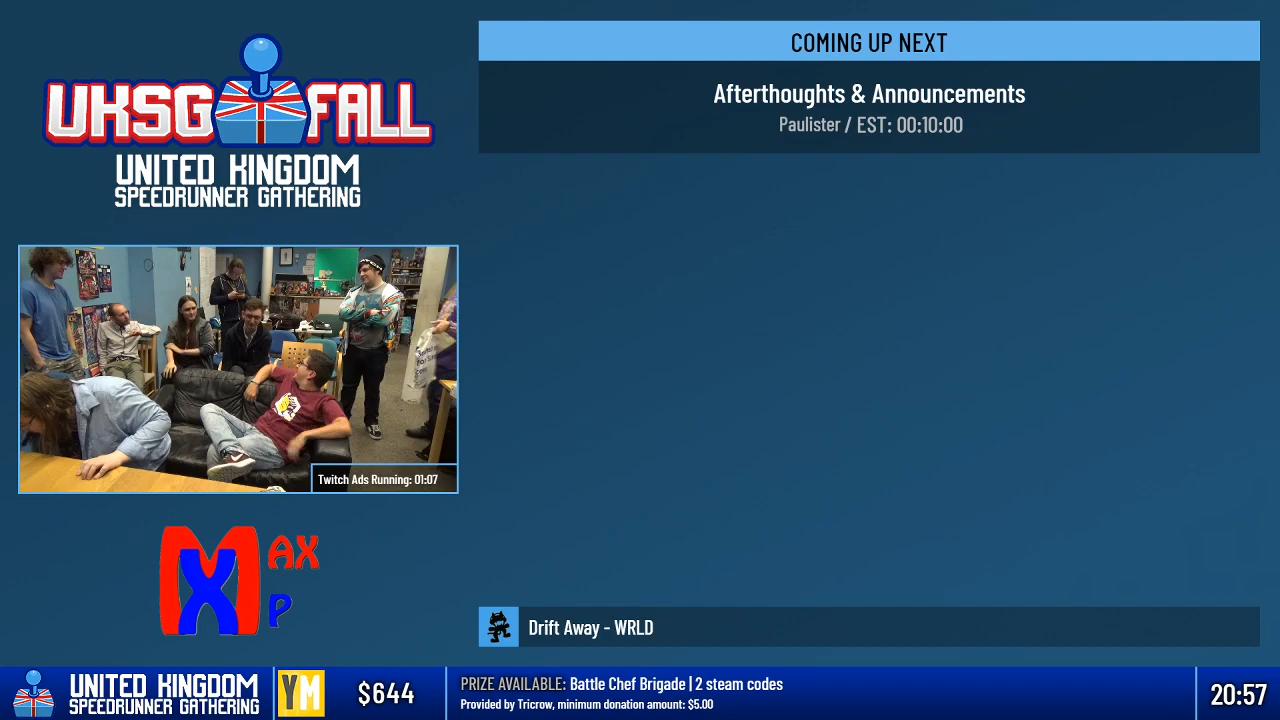 UKSG FALL
UNITED KINGDOM
SPEEDRUNNER GATHERING
COMING UP NEXT
Afterthoughts & Announcements
Paulister / EST: 00:10:00
Twitch Ads Running: 01:07
MAX
XP
Drift Away - WRLD
UNITED KINGDOM
SPEEDRUNNER GATHERING
YM
$644
PRIZE AVAILABLE: Battle Chef Brigade | 2 steam codes
Provided by Tricrow, minimum donation amount: $5.00
20:57